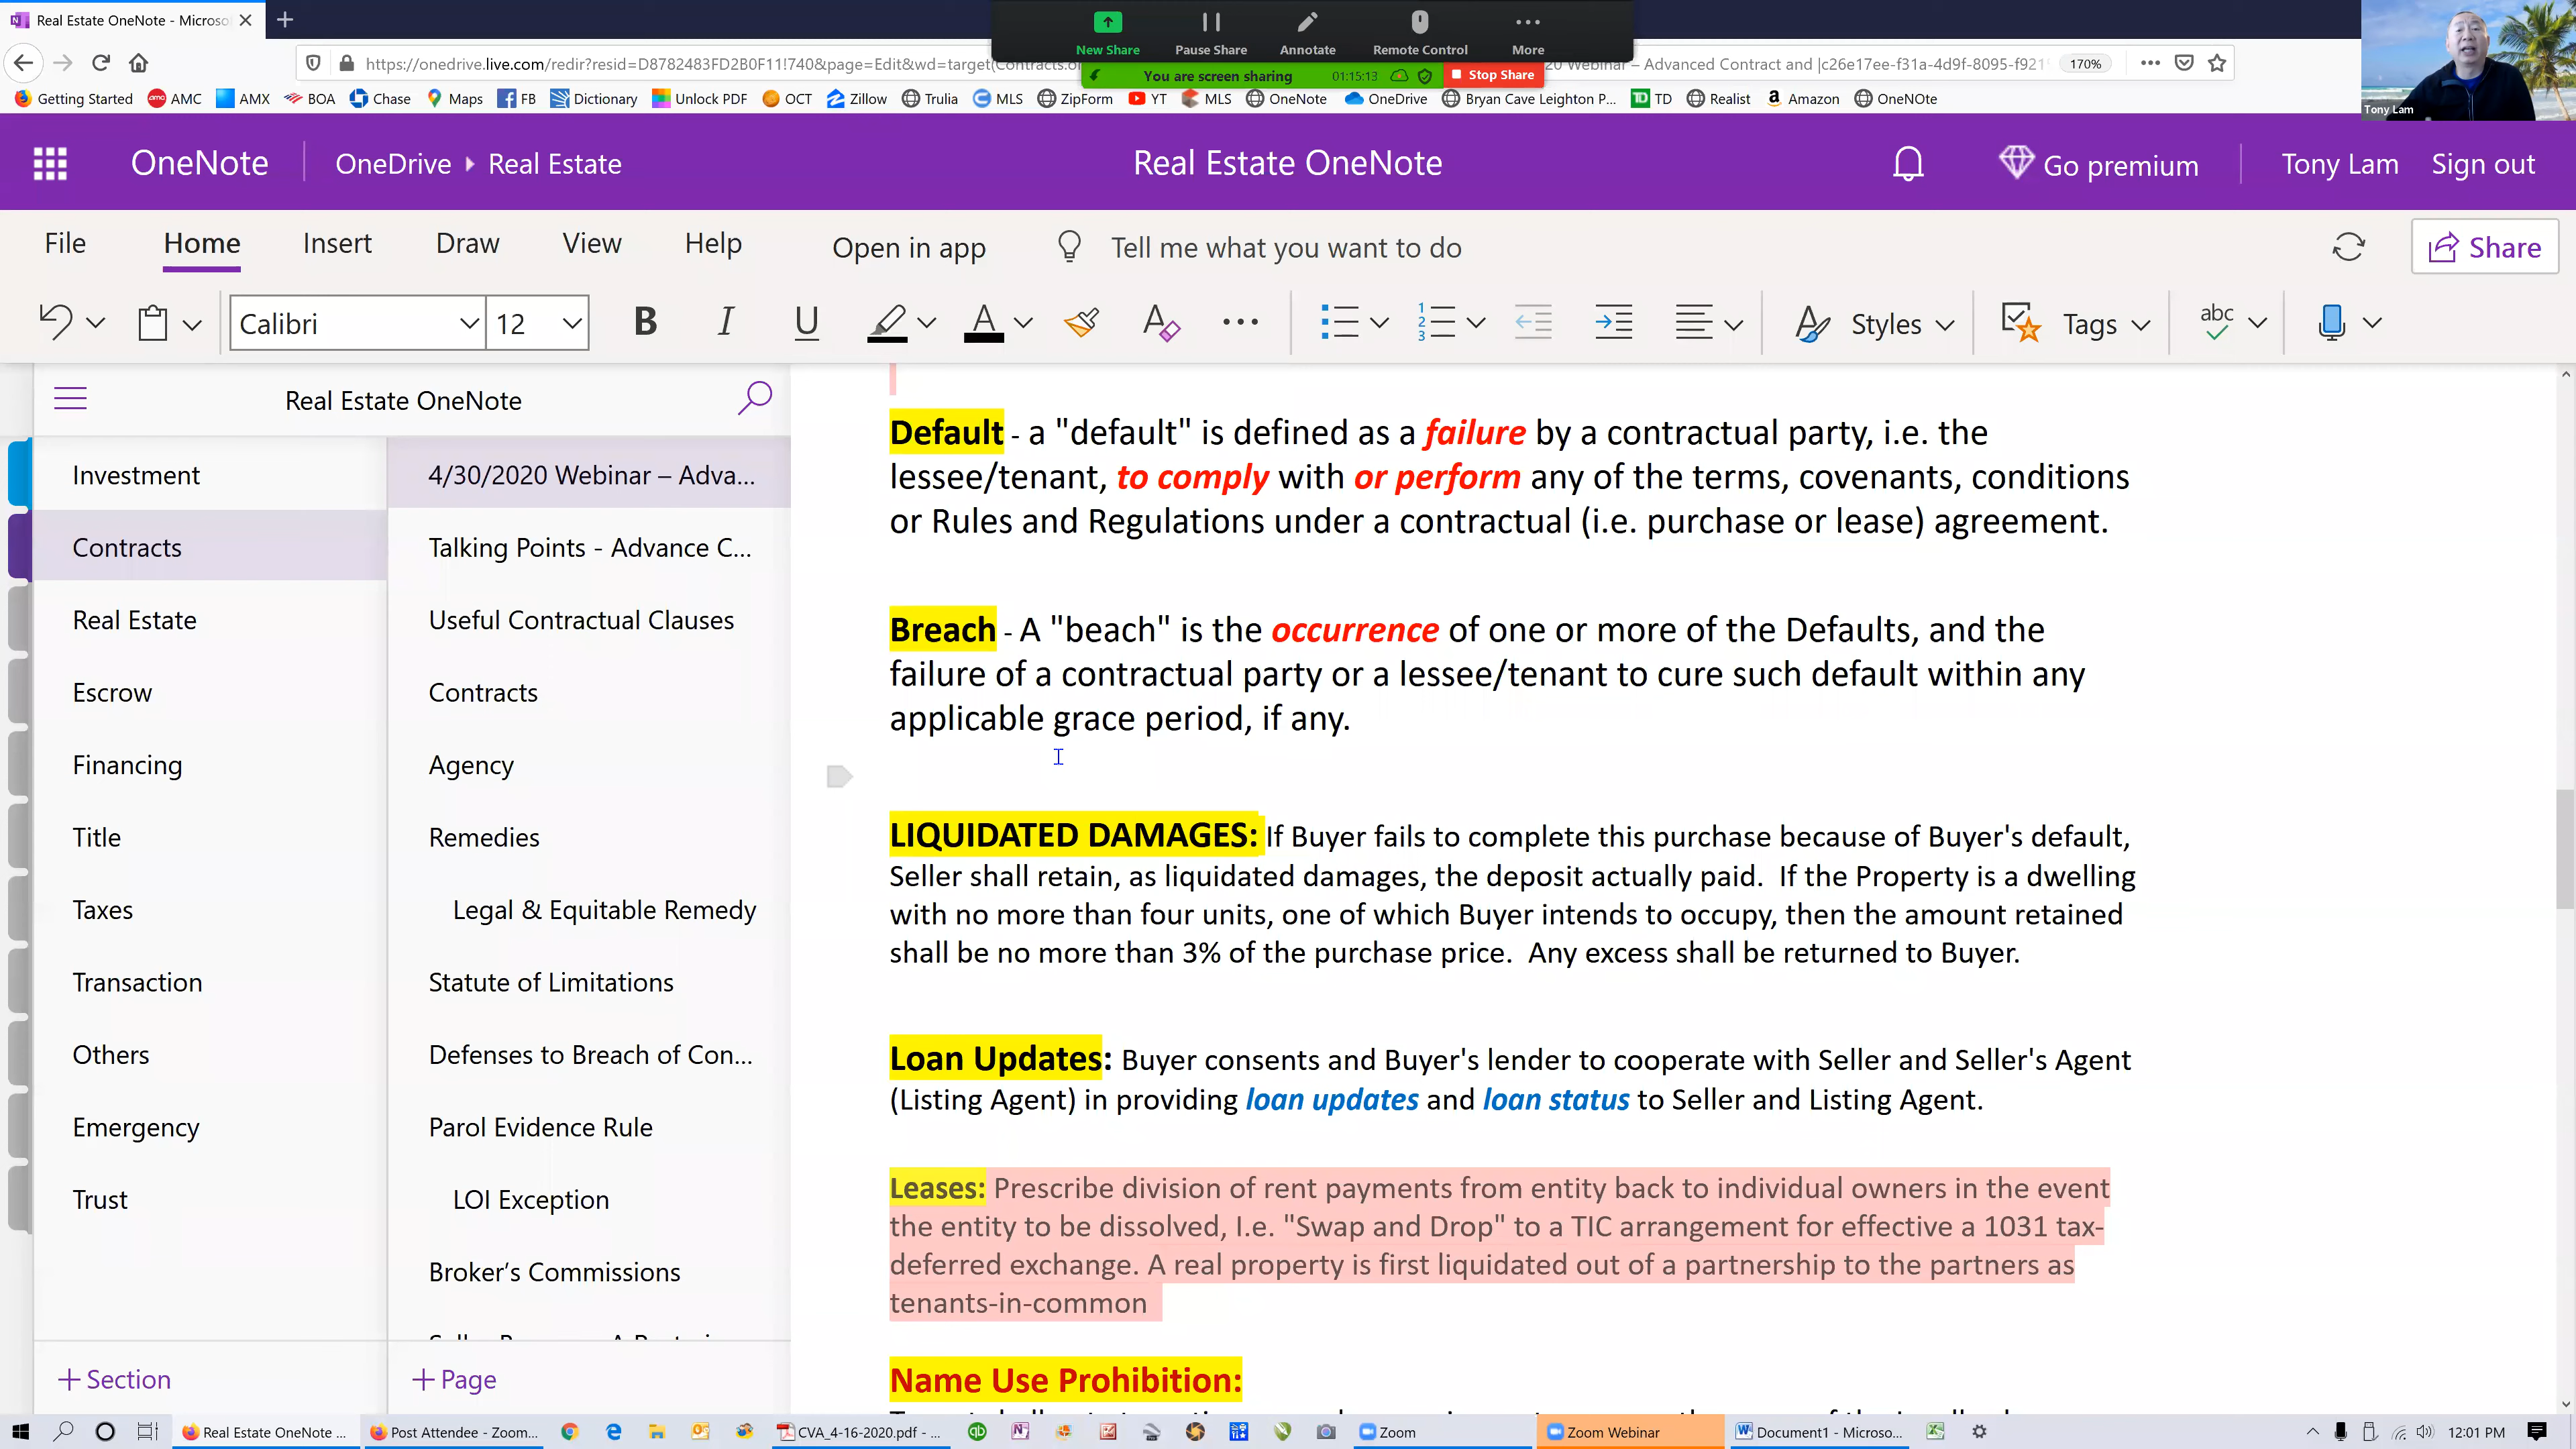 Real Estate OneNote - Microso
New Share
Pause Share
Annotate
Remote Control
More
https://onedrive.live.com/redir?resid=D8782483FD2B0F11!740&page=Edit&wd=target(Contracts.o
You are screen sharing
01:15:13
Stop Share
20 Webinar – Advanced Contract and |c26e17ee-f31a-4d9f-8095-f921
170%
Getting Started AMC AMX BOA Chase Maps FB Dictionary Unlock PDF OCT Zillow Trulia MLS ZipForm YT MLS OneNote OneDrive Bryan Cave Leighton P... TD Realist Amazon OneNOte
Tony Lam
OneNote OneDrive Real Estate
Real Estate OneNote
Go premium
Tony Lam Sign out
File Home Insert Draw View Help Open in app Tell me what you want to do
Share
Calibri 12 B I U A
Styles Tags abc
Real Estate OneNote
Investment
Contracts
Real Estate
Escrow
Financing
Title
Taxes
Transaction
Others
Emergency
Trust
+ Section
4/30/2020 Webinar – Adva...
Talking Points - Advance C...
Useful Contractual Clauses
Contracts
Agency
Remedies
Legal & Equitable Remedy
Statute of Limitations
Defenses to Breach of Con...
Parol Evidence Rule
LOI Exception
Broker's Commissions
+ Page
Default - a "default" is defined as a failure by a contractual party, i.e. the
lessee/tenant, to comply with or perform any of the terms, covenants, conditions
or Rules and Regulations under a contractual (i.e. purchase or lease) agreement.
Breach - A "beach" is the occurrence of one or more of the Defaults, and the
failure of a contractual party or a lessee/tenant to cure such default within any
applicable grace period, if any.
LIQUIDATED DAMAGES: If Buyer fails to complete this purchase because of Buyer's default,
Seller shall retain, as liquidated damages, the deposit actually paid. If the Property is a dwelling
with no more than four units, one of which Buyer intends to occupy, then the amount retained
shall be no more than 3% of the purchase price. Any excess shall be returned to Buyer.
Loan Updates: Buyer consents and Buyer's lender to cooperate with Seller and Seller's Agent
(Listing Agent) in providing loan updates and loan status to Seller and Listing Agent.
Leases: Prescribe division of rent payments from entity back to individual owners in the event
the entity to be dissolved, I.e. "Swap and Drop" to a TIC arrangement for effective a 1031 tax-
deferred exchange. A real property is first liquidated out of a partnership to the partners as
tenants-in-common
Name Use Prohibition:
Real Estate OneNote ...
Post Attendee - Zoom...
CVA_4-16-2020.pdf - ...
Zoom
Zoom Webinar
Document1 - Microso...
12:01 PM